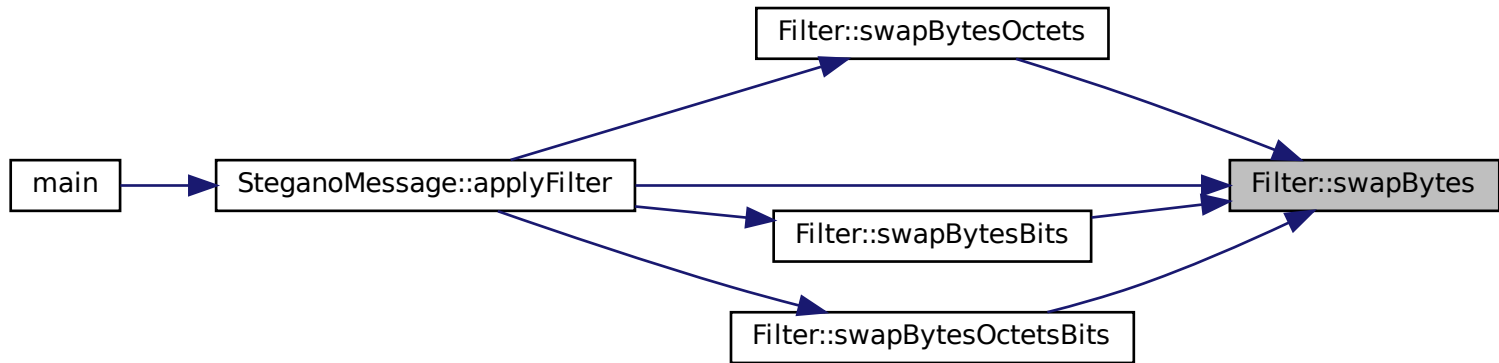 Filter::swapBytesOctets
main
SteganoMessage::applyFilter
Filter::swapBytes
Filter::swapBytesBits
Filter::swapBytesOctetsBits